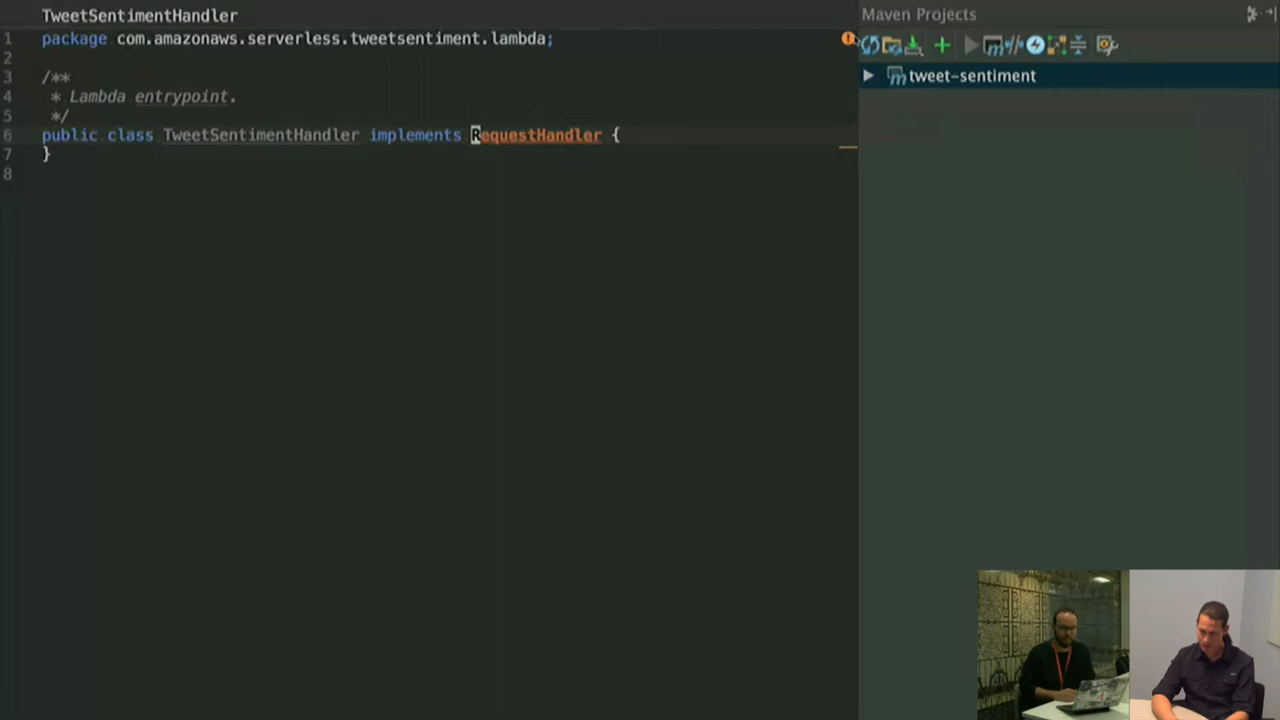 TweetSentimentHandler
Maven Projects
1 package com.amazonaws.serverless.tweetsentiment.lambda;
2
3 /**
4 * Lambda entrypoint.
5 */
6 public class TweetSentimentHandler implements RequestHandler {
7 }
8
tweet-sentiment